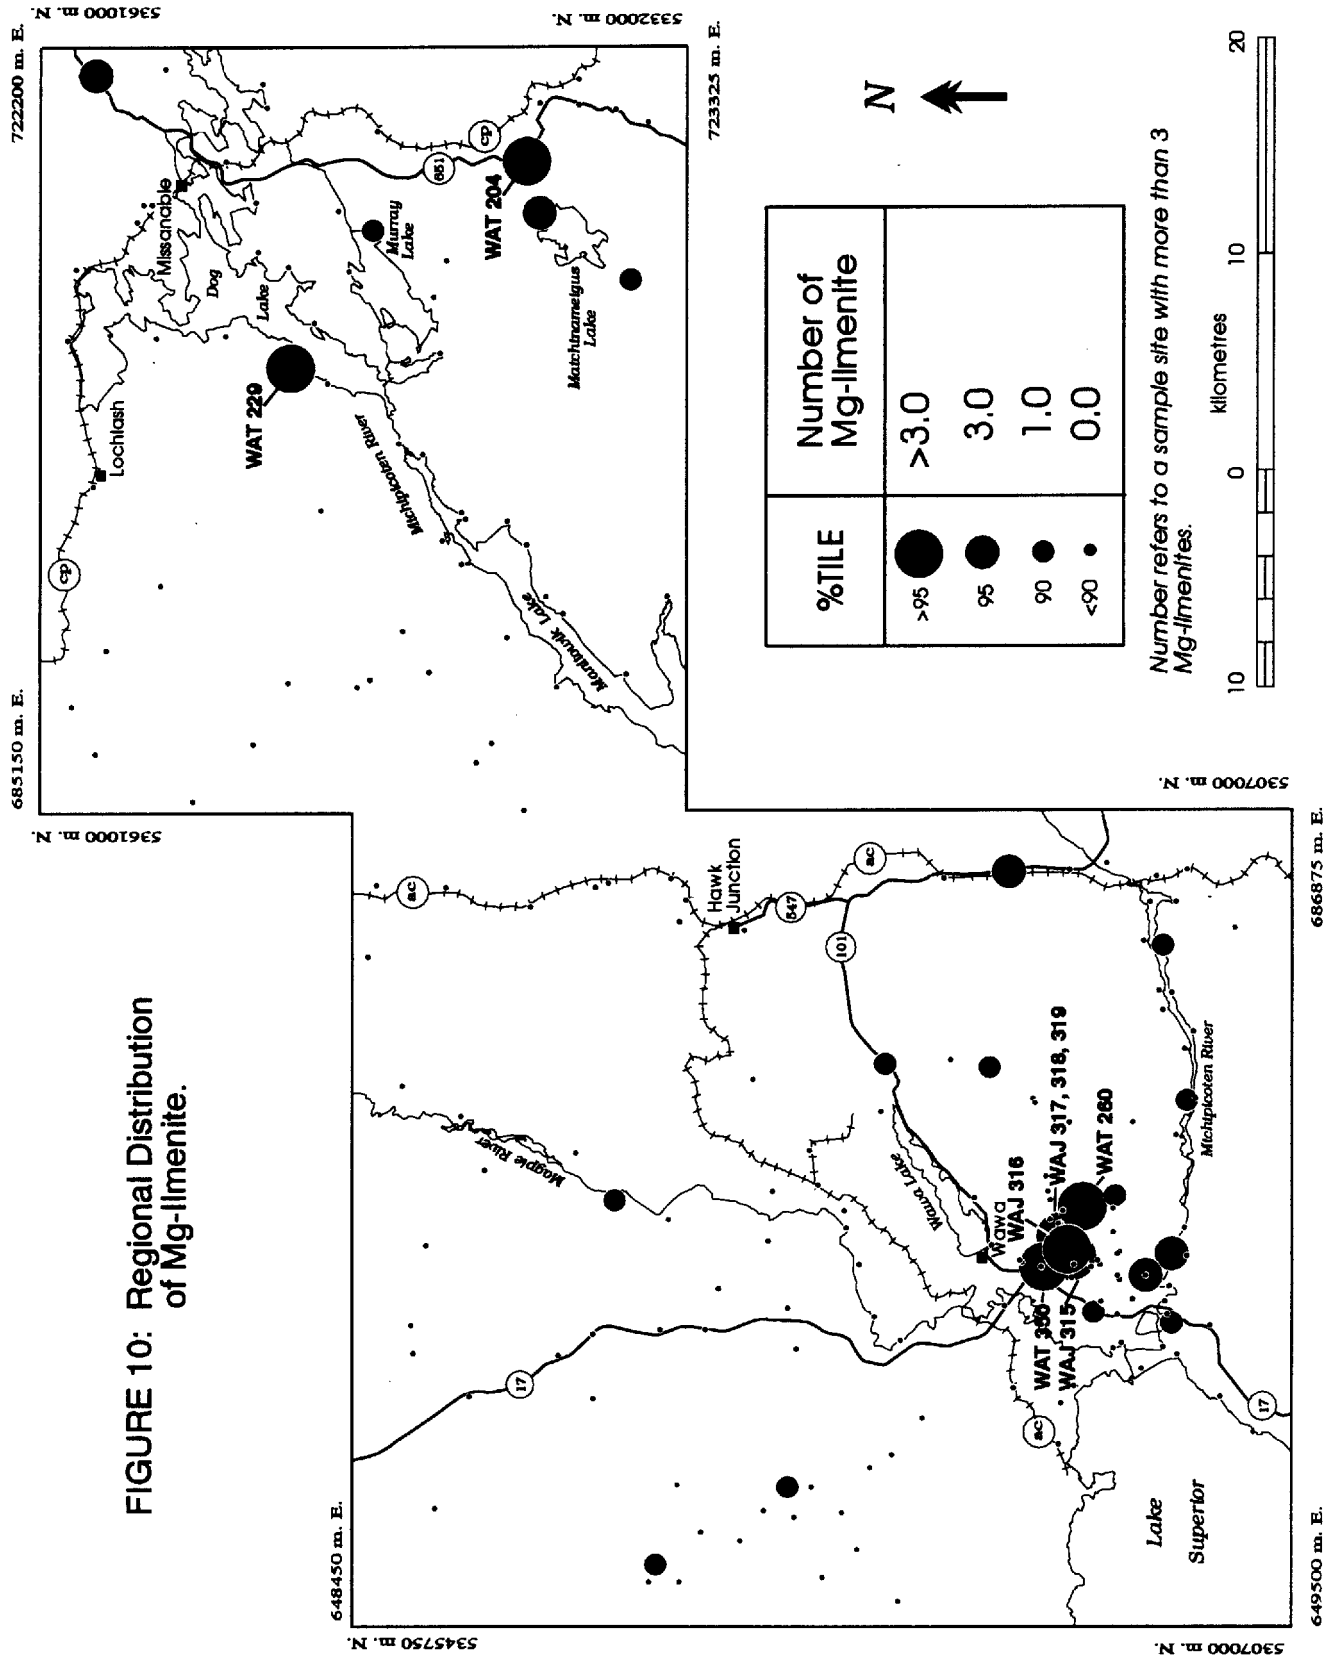 FIGURE 10: Regional Distribution
of Mg-Ilmenite.
685150 m. E.
722200 m. E.
5361000 m. N.
5361000 m. N.
5332000 m. N.
723325 m. E.
cp
Lochlash
Missanabie
Dog
Lake
WAT 229
Murray
Lake
651
cp
WAT 204
Matchinameigus
Lake
Michipicoten River
Manitowik Lake
648450 m. E.
5345750 m. N.
5307000 m. N.
649500 m. E.
686875 m. E.
5307000 m. N.
17
Magpie River
ac
Hawk
Junction
547
ac
101
Wawa Lake
Wawa
WAJ 316
WAJ 317, 318, 319
WAT 260
WAT 350
WAJ 315
ac
17
Michipicoten River
Lake
Superior
N
%TILE
Number of
Mg-Ilmenite
>95 >3.0
95 3.0
90 1.0
<90 0.0
Number refers to a sample site with more than 3
Mg-Ilmenites.
kilometres
10 0 10 20